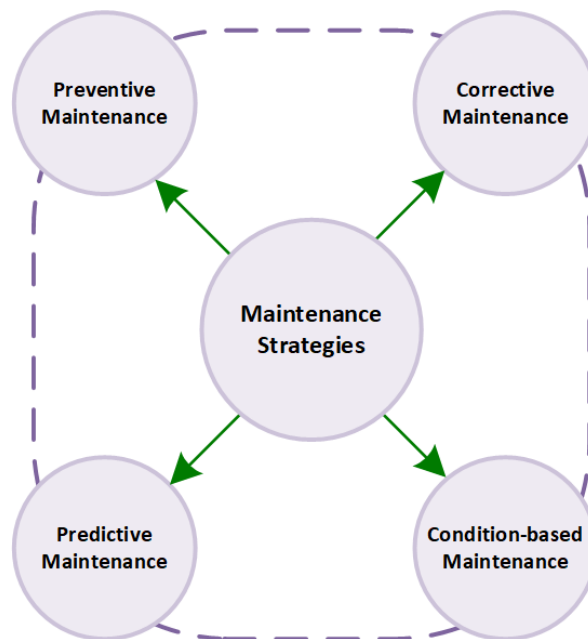 Preventive
Maintenance
Corrective
Maintenance
Maintenance
Strategies
Predictive
Maintenance
Condition-based
Maintenance